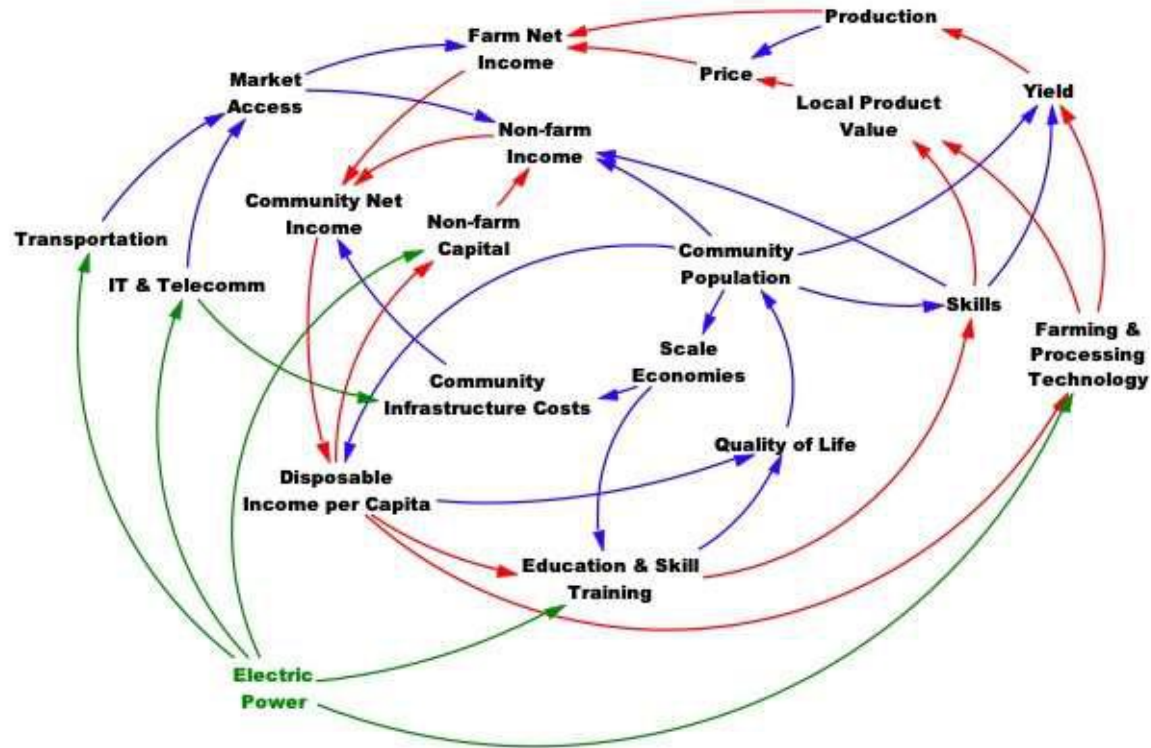 Production
Farm Net
Income
Price
Market
Access
Yield
Local Product
Value
Non-farm
Income
Community Net
Income
Non-farm
Capital
Transportation
IT & Telecomm
Community
Population
Skills
Farming &
Processing
Technology
Scale
Economies
Community
Infrastructure Costs
Quality of Life
Disposable
Income per Capita
Education & Skill
Training
Electric
Power